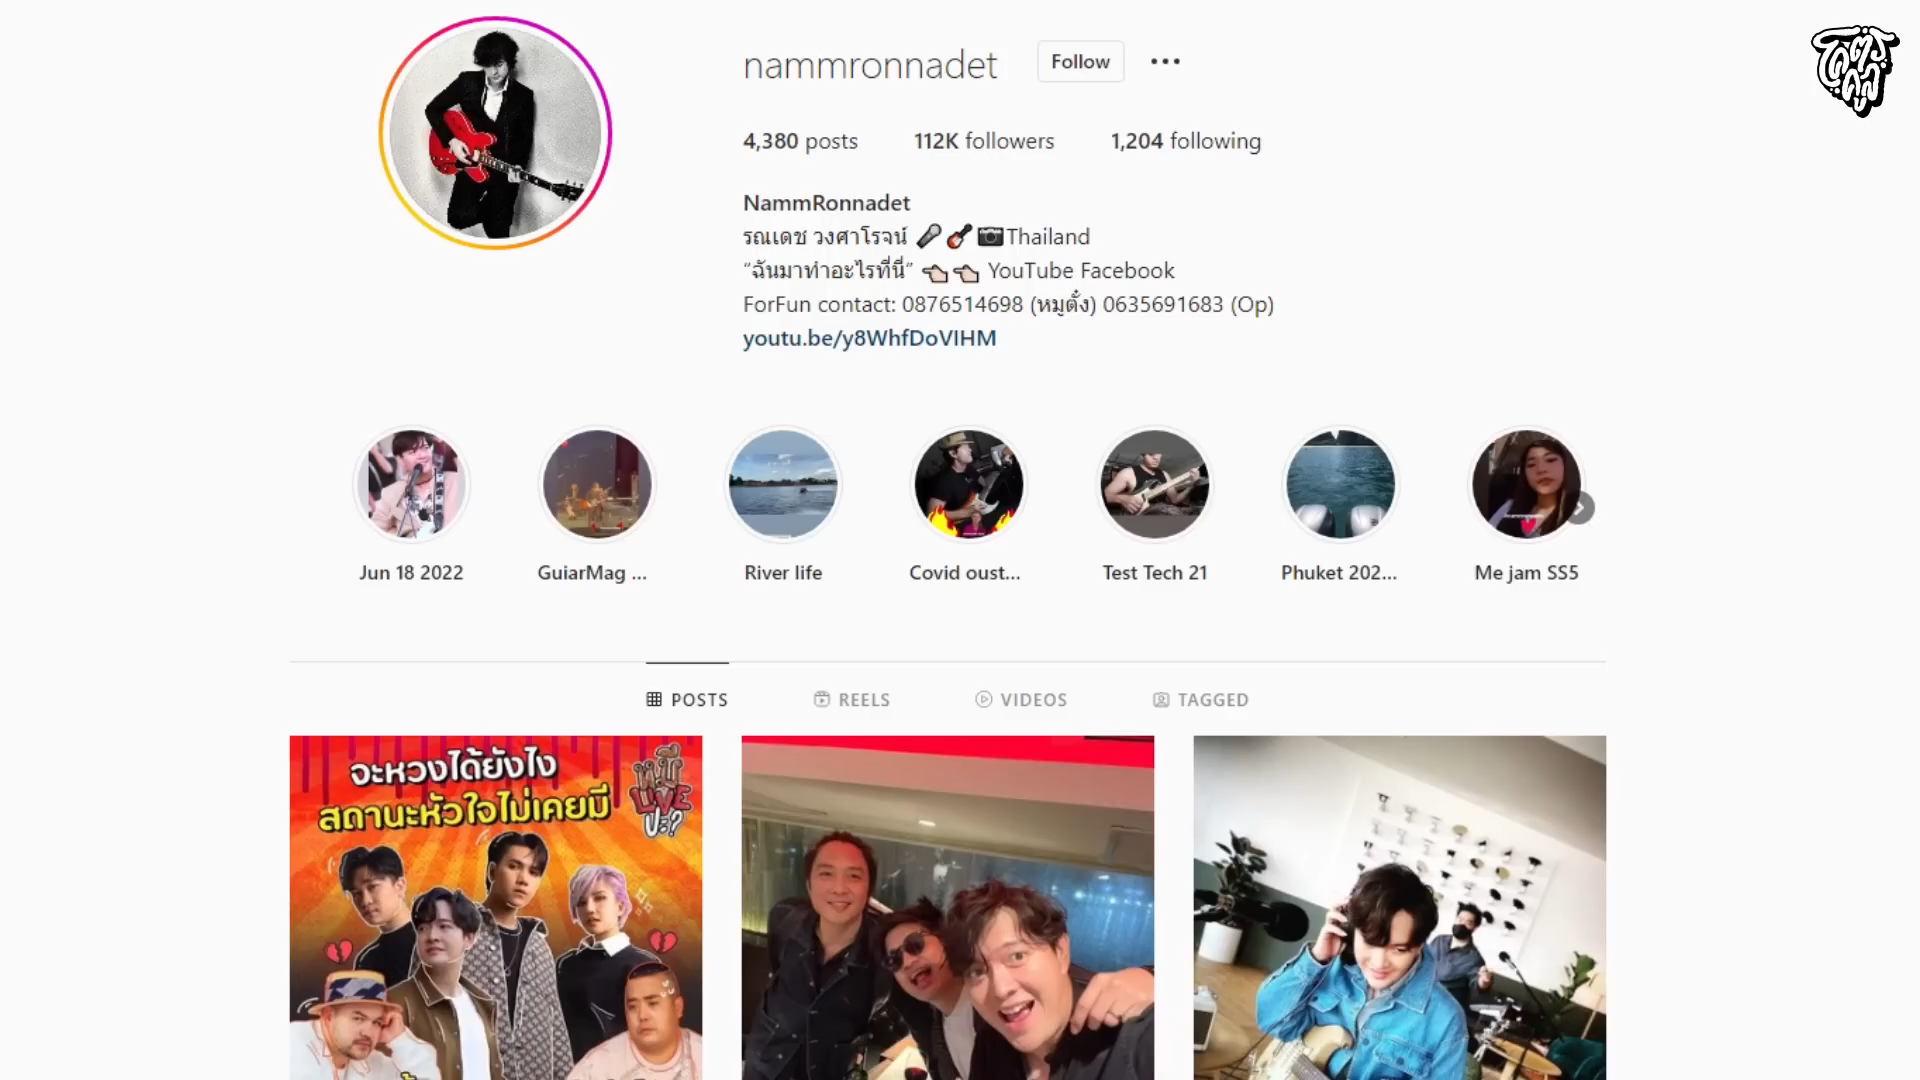 nammronnadet
Follow
4,380 posts
112K followers
1,204 following
NammRonnadet
รณเดช วงศาโรจน์ 🎤🎸📷Thailand
“ฉันมาทำอะไรที่นี่” 👈🏻👈🏻 YouTube Facebook
ForFun contact: 0876514698 (หมูตั๋ง) 0635691683 (Op)
youtu.be/y8WhfDoVIHM
Jun 18 2022
GuiarMag ...
River life
Covid oust...
Test Tech 21
Phuket 202...
Me jam SS5
POSTS
REELS
VIDEOS
TAGGED
จะหวงได้ยังไง
สถานะหัวใจไม่เคยมี
LIVE
ปะ?